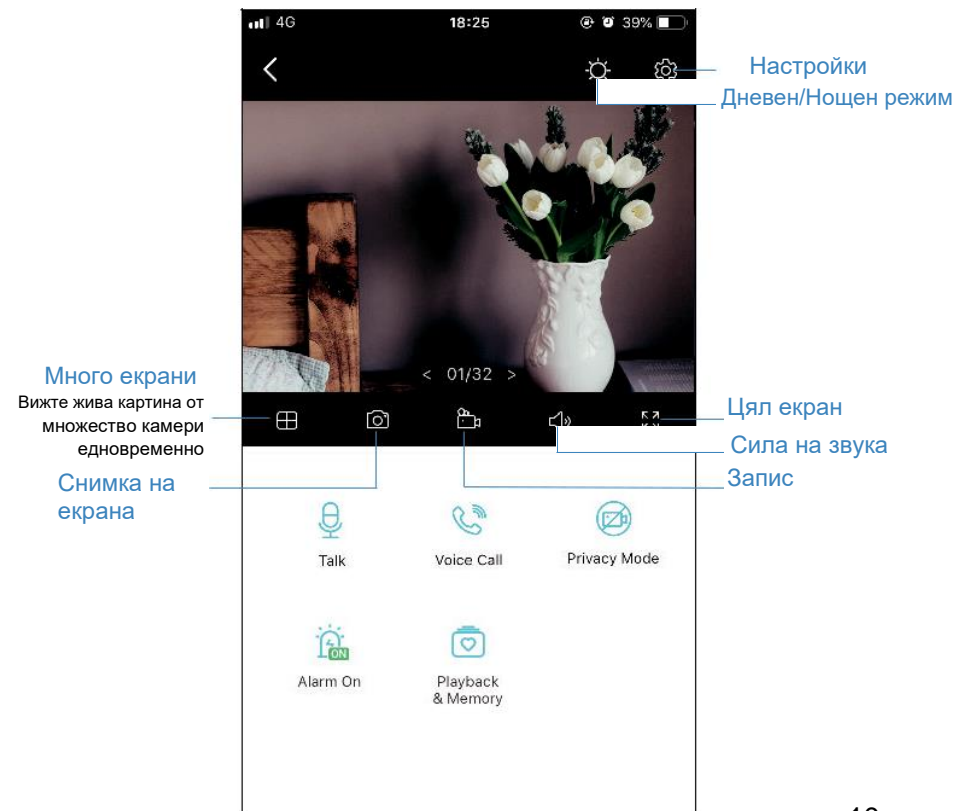 4G 18:25 39%
Настройки
Дневен/Нощен режим
< 01/32 >
Много екрани
Вижте жива картина от
множество камери
едновременно
Снимка на
екрана
Цял екран
Сила на звука
Запис
Talk Voice Call Privacy Mode
ON
Alarm On Playback
& Memory